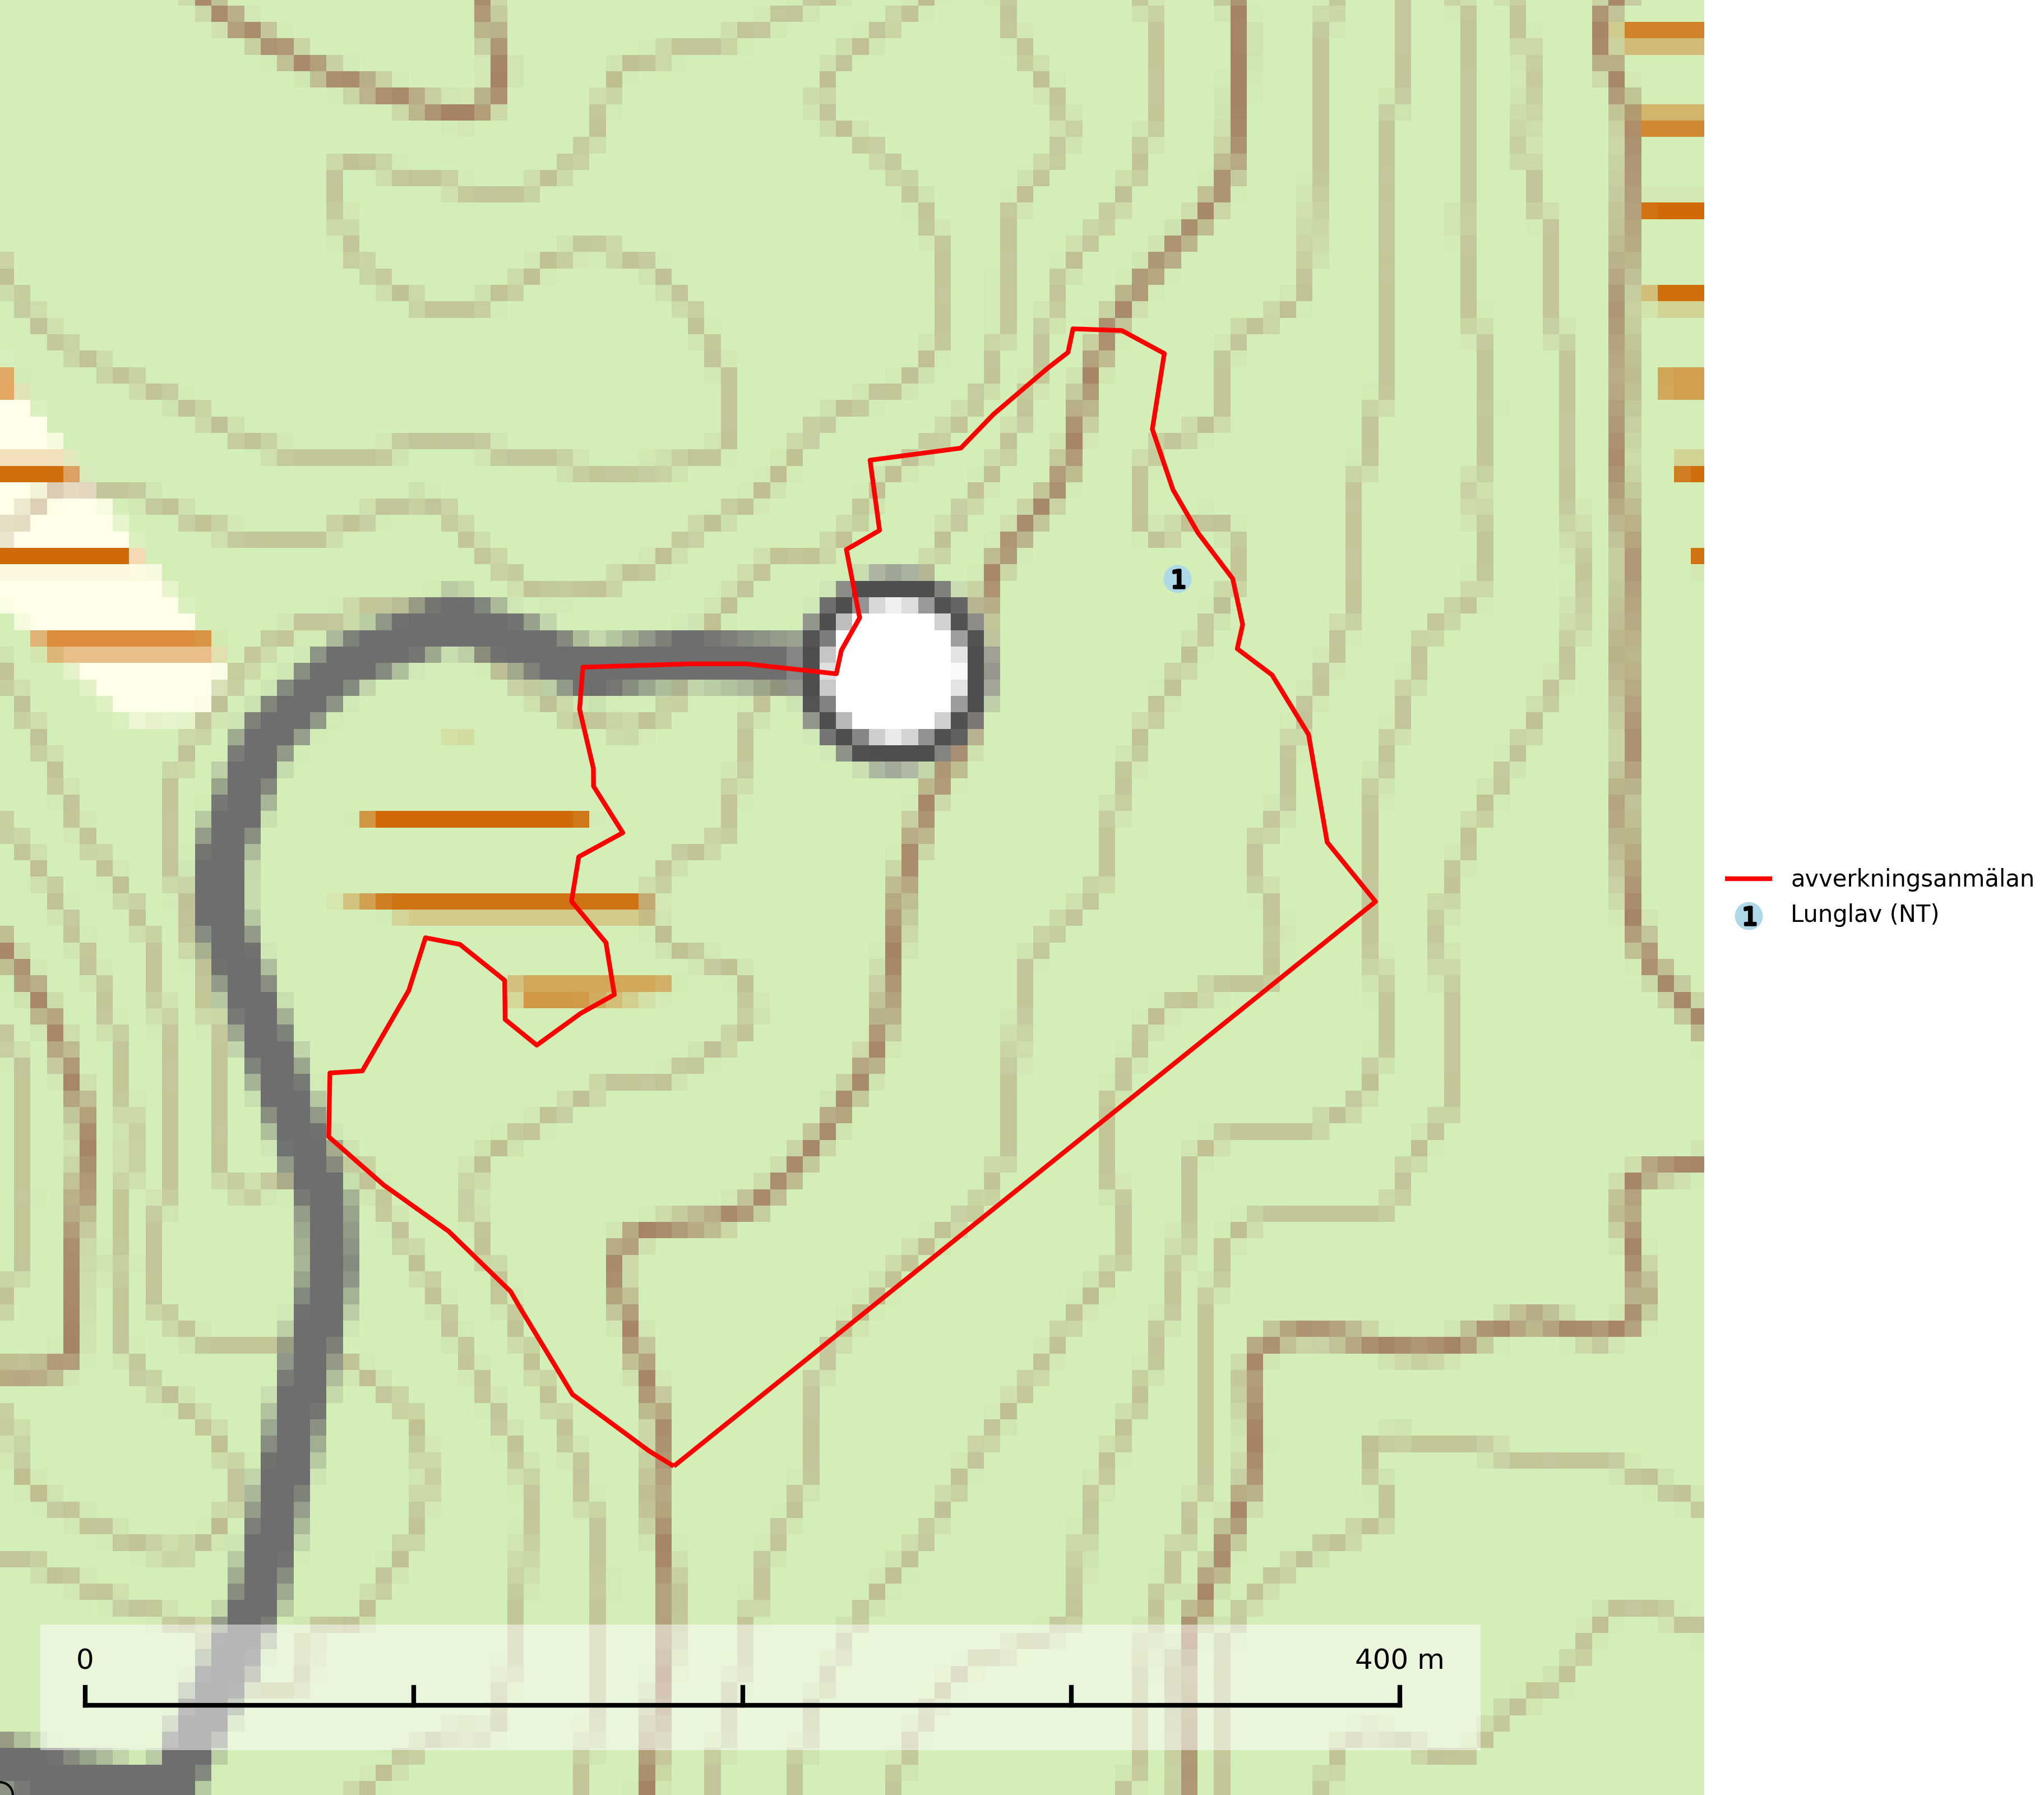 1
avverkningsanmälan
1 Lunglav (NT)
0 400 m